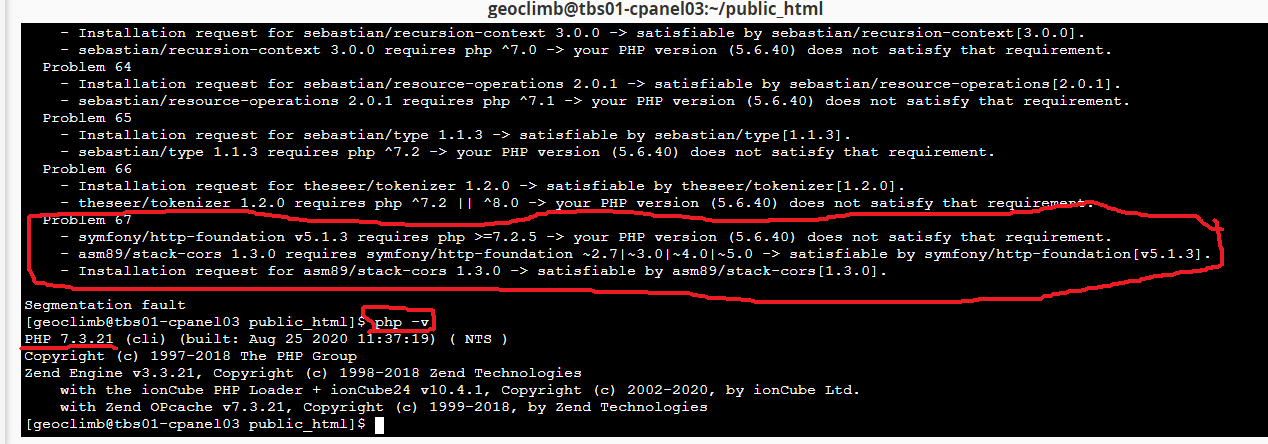 geoclimb@tbs01-cpanel03:~/public_html
- Installation request for sebastian/recursion-context 3.0.0 -> satisfiable by sebastian/recursion-context[3.0.0].
- sebastian/recursion-context 3.0.0 requires php ^7.0 -> your PHP version (5.6.40) does not satisfy that requirement.
Problem 64
- Installation request for sebastian/resource-operations 2.0.1 -> satisfiable by sebastian/resource-operations[2.0.1].
- sebastian/resource-operations 2.0.1 requires php ^7.1 -> your PHP version (5.6.40) does not satisfy that requirement.
Problem 65
- Installation request for sebastian/type 1.1.3 -> satisfiable by sebastian/type[1.1.3].
- sebastian/type 1.1.3 requires php ^7.2 -> your PHP version (5.6.40) does not satisfy that requirement.
Problem 66
- Installation request for theseer/tokenizer 1.2.0 -> satisfiable by theseer/tokenizer[1.2.0].
- theseer/tokenizer 1.2.0 requires php ^7.2 || ^8.0 -> your PHP version (5.6.40) does not satisfy that requirement.
Problem 67
- symfony/http-foundation v5.1.3 requires php >=7.2.5 -> your PHP version (5.6.40) does not satisfy that requirement.
- asm89/stack-cors 1.3.0 requires symfony/http-foundation ~2.7|~3.0|~4.0|~5.0 -> satisfiable by symfony/http-foundation[v5.1.3].
- Installation request for asm89/stack-cors 1.3.0 -> satisfiable by asm89/stack-cors[1.3.0].
Segmentation fault
[geoclimb@tbs01-cpanel03 public_html]$ php -v
PHP 7.3.21 (cli) (built: Aug 25 2020 11:37:19) ( NTS )
Copyright (c) 1997-2018 The PHP Group
Zend Engine v3.3.21, Copyright (c) 1998-2018 Zend Technologies
with the ionCube PHP Loader + ionCube24 v10.4.1, Copyright (c) 2002-2020, by ionCube Ltd.
with Zend OPcache v7.3.21, Copyright (c) 1999-2018, by Zend Technologies
[geoclimb@tbs01-cpanel03 public_html]$